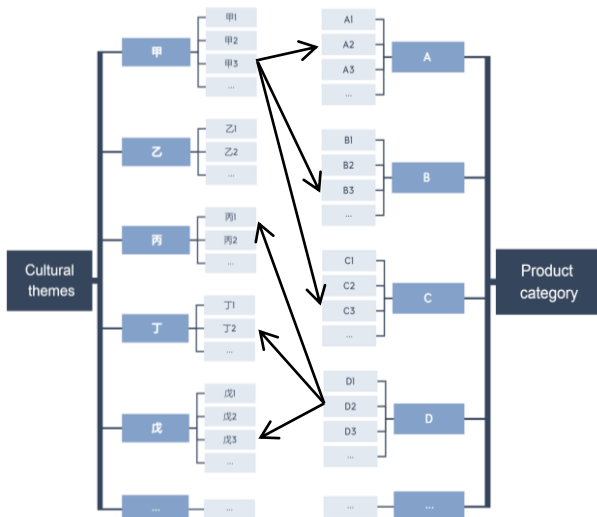 Cultural
themes
甲
甲1
甲2
甲3
...
乙
乙1
乙2
...
丙
丙1
丙2
...
丁
丁1
丁2
...
戊
戊1
戊2
戊3
...
...
...
A1
A2
A3
...
A
B1
B2
B3
...
B
C1
C2
C3
...
C
D1
D2
D3
...
D
...
...
Product
category